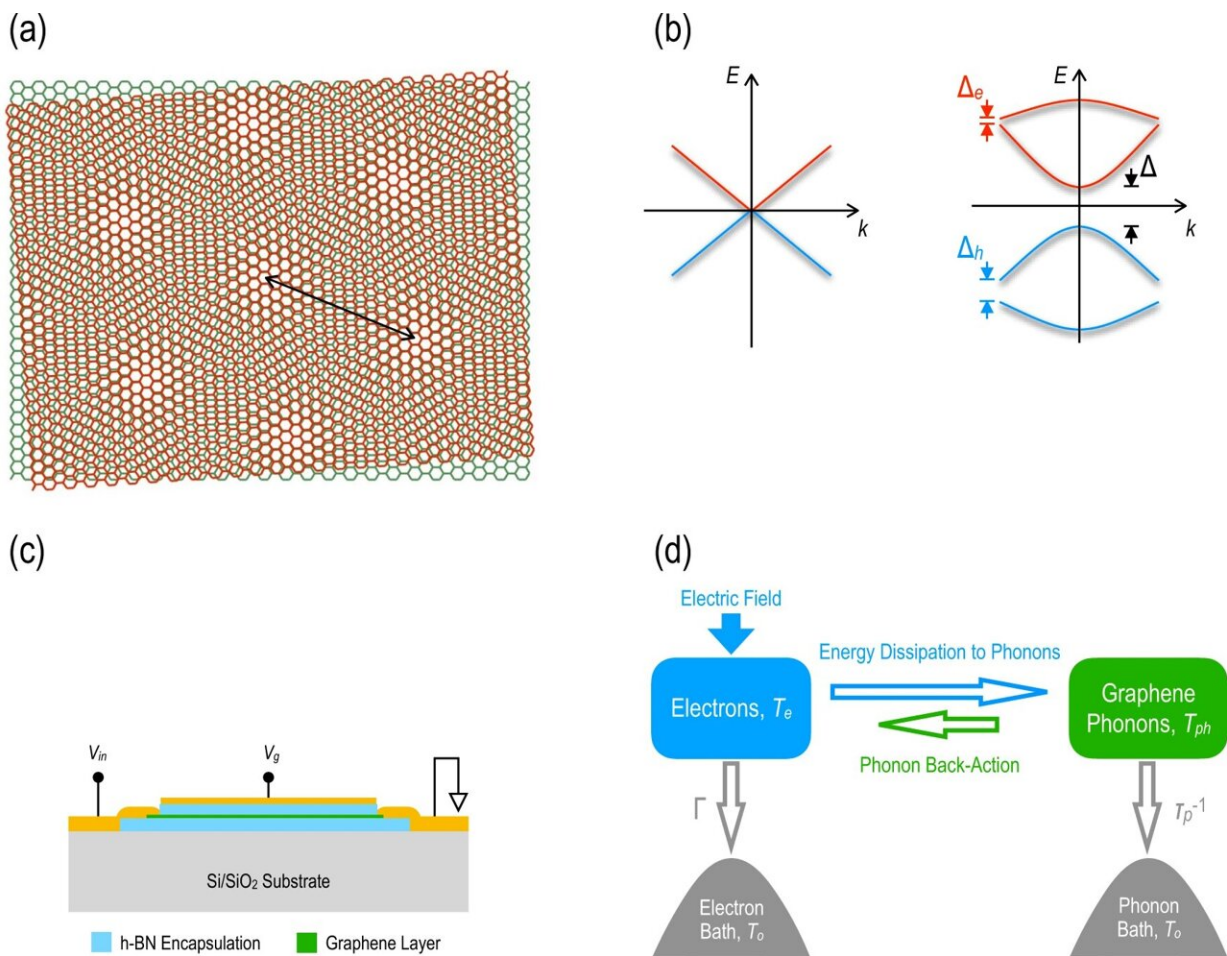 (a)
(b)
E
k
E
Δe
Δ
k
Δh
(c)
Vin
Vg
Si/SiO2 Substrate
h-BN Encapsulation
Graphene Layer
(d)
Electric Field
Electrons, Te
Energy Dissipation to Phonons
Phonon Back-Action
Graphene
Phonons, Tph
Γ
τp-1
Electron
Bath, To
Phonon
Bath, To